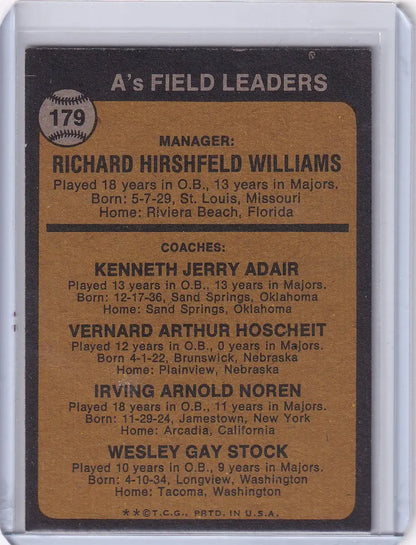 A's FIELD LEADERS
179
MANAGER:
RICHARD HIRSHFELD WILLIAMS
Played 18 years in O.B., 13 years in Majors.
Born: 5-7-29, St. Louis, Missouri
Home: Riviera Beach, Florida
COACHES:
KENNETH JERRY ADAIR
Played 13 years in O.B., 13 years in Majors.
Born: 12-17-36, Sand Springs, Oklahoma
Home: Sand Springs, Oklahoma
VERNARD ARTHUR HOSCHEIT
Played 12 years in O.B., 0 years in Majors.
Born: 4-1-22, Brunswick, Nebraska
Home: Plainview, Nebraska
IRVING ARNOLD NOREN
Played 18 years in O.B., 11 years in Majors.
Born: 11-29-24, Jamestown, New York
Home: Arcadia, California
WESLEY GAY STOCK
Played 10 years in O.B., 9 years in Majors.
Born: 4-10-34, Longview, Washington
Home: Tacoma, Washington
**©T.C.G., PRTD. IN U.S.A.